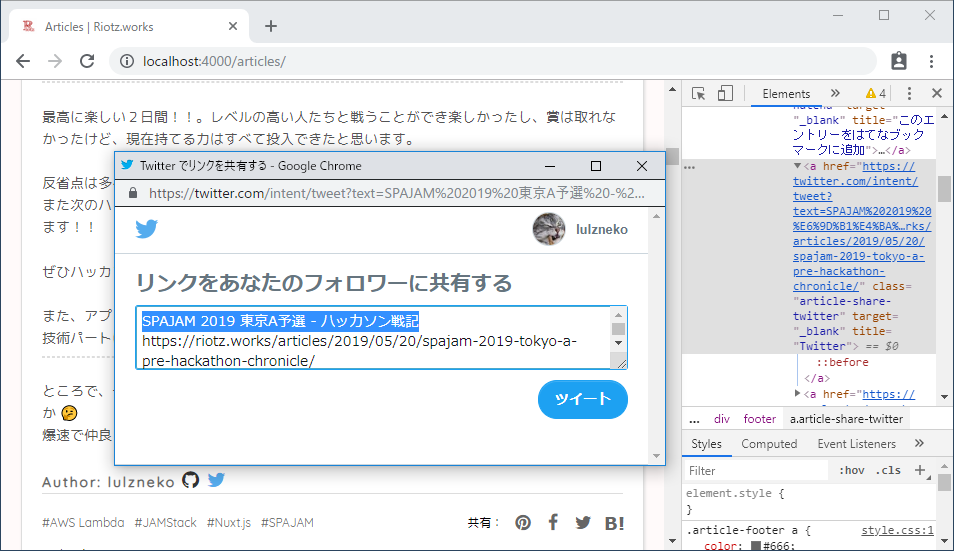 Articles | Riotz.works
localhost:4000/articles/
最高に楽しい２日間！！。レベルの高い人たちと戦うことができ楽しかったし、賞は取れな
かったけど、現在持てる力はすべて投入できたと思います。
反省点は多
また次のハ
ます！！
ぜひハッカ
また、アプ
技術パート
ところで、
か 🤔
爆速で仲良
Author: lulzneko
#AWS Lambda #JAMStack #Nuxt.js #SPAJAM
共有：
B!
Twitter でリンクを共有する - Google Chrome
https://twitter.com/intent/tweet?text=SPAJAM%202019%20東京A予選%20-%2...
lulzneko
リンクをあなたのフォロワーに共有する
SPAJAM 2019 東京A予選 - ハッカソン戦記
https://riotz.works/articles/2019/05/20/spajam-2019-tokyo-a-
pre-hackathon-chronicle/
ツイート
Elements
4
"_blank" title="このエ
ントリーをはてなブック
マークに追加">…</a>
<a href="https://
twitter.com/intent/
tweet?
text=SPAJAM%202019%20
%E6%9D%B1%E4%BA%…rks/
articles/2019/05/20/
spajam-2019-tokyo-a-
pre-hackathon-
chronicle/" class=
"article-share-
twitter" target=
"_blank" title=
"Twitter"> == $0
::before
</a>
<a href="https://
... div footer a.article-share-twitter
Styles Computed Event Listeners
Filter :hov .cls +
element.style {
}
.article-footer a { style.css:1
color: #666;